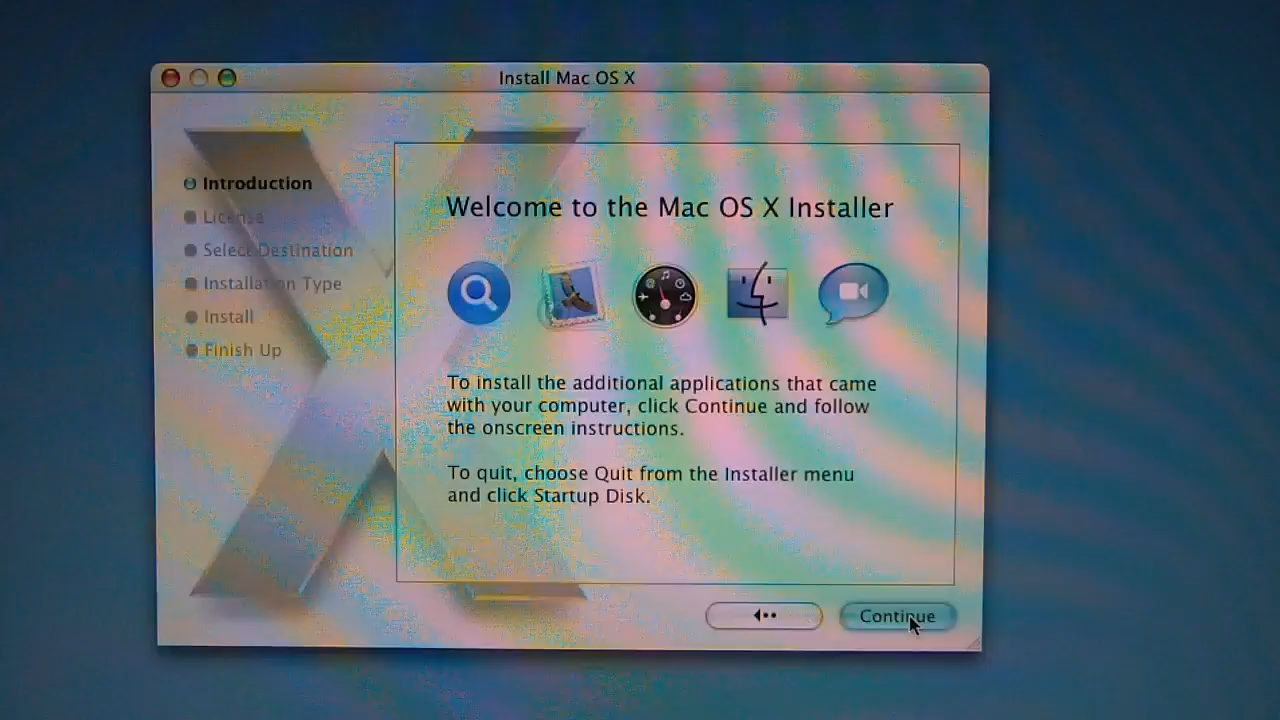 Install Mac OS X
Introduction
License
Select Destination
Installation Type
Install
Finish Up
Welcome to the Mac OS X Installer
To install the additional applications that came
with your computer, click Continue and follow
the onscreen instructions.
To quit, choose Quit from the Installer menu
and click Startup Disk.
Continue